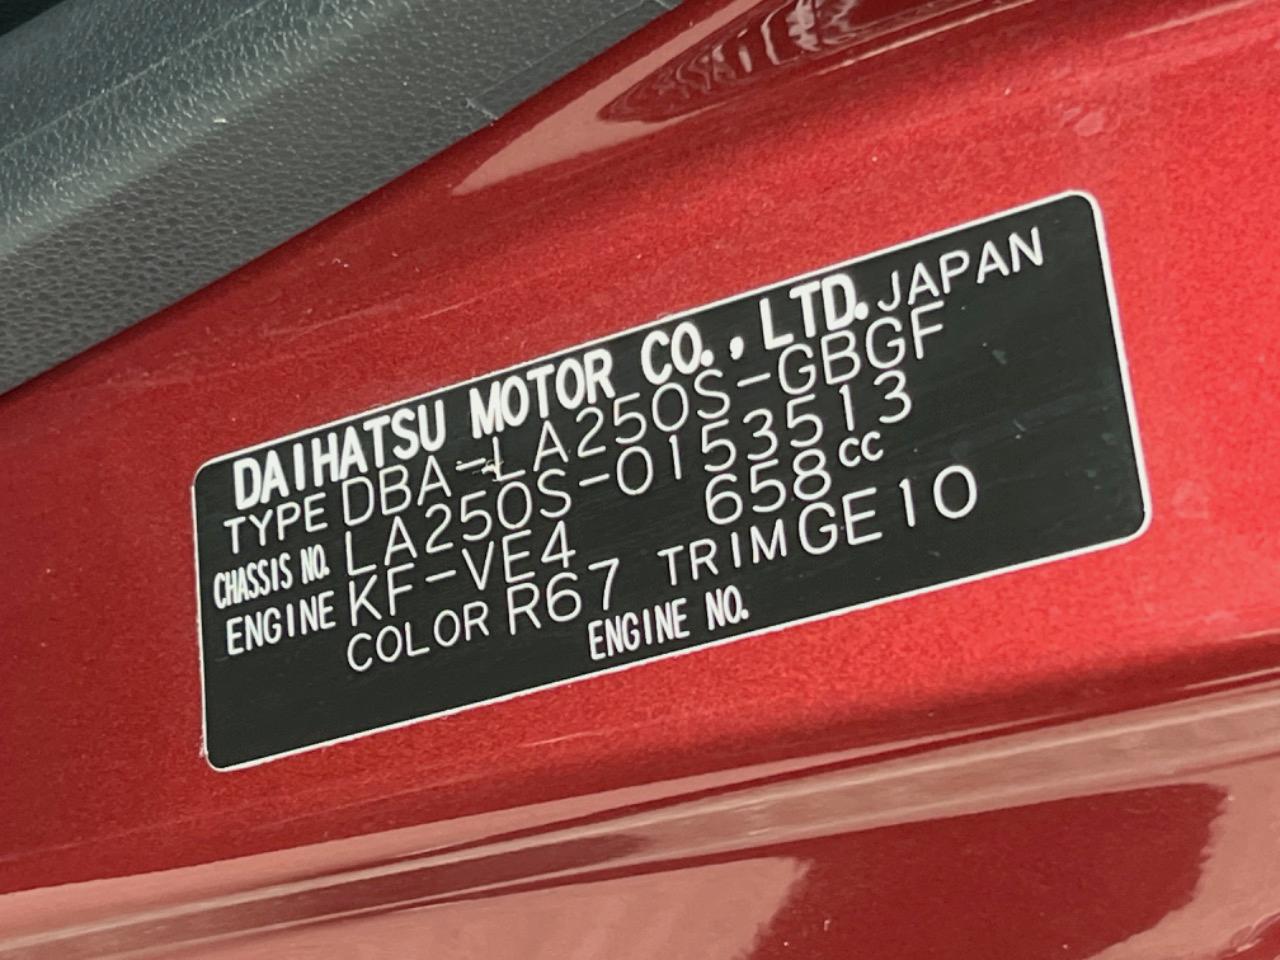 DAIHATSU MOTOR CO., LTD. JAPAN
TYPE DBA-LA250S-GBGF
CHASSIS NO. LA250S-0153513
ENGINE KF-VE4 658cc
COLOR R67 TRIM GE10
ENGINE NO.